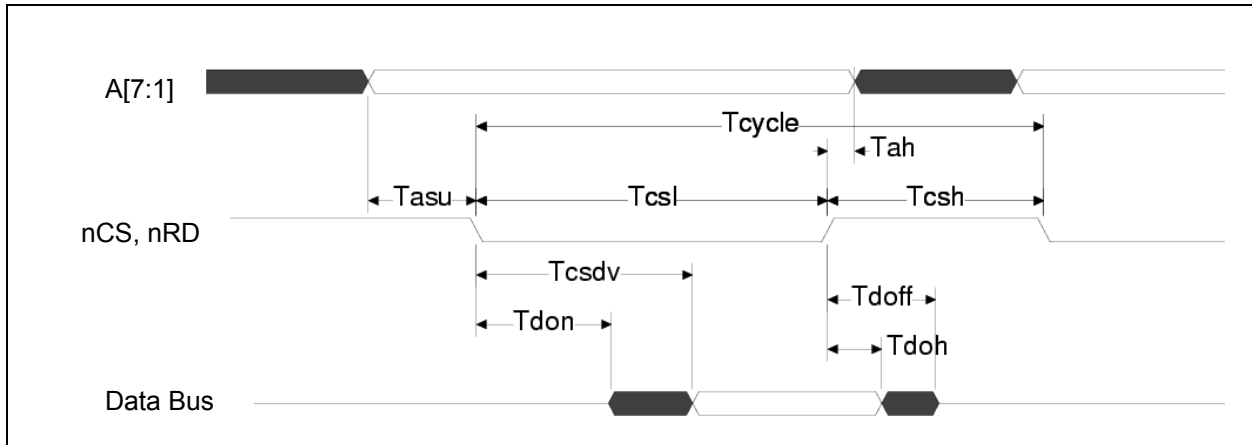 A[7:1]
Tcycle
Tah
Tasu
Tcsl
Tcsh
nCS, nRD
Tcsdv
Tdoff
Tdon
Tdoh
Data Bus